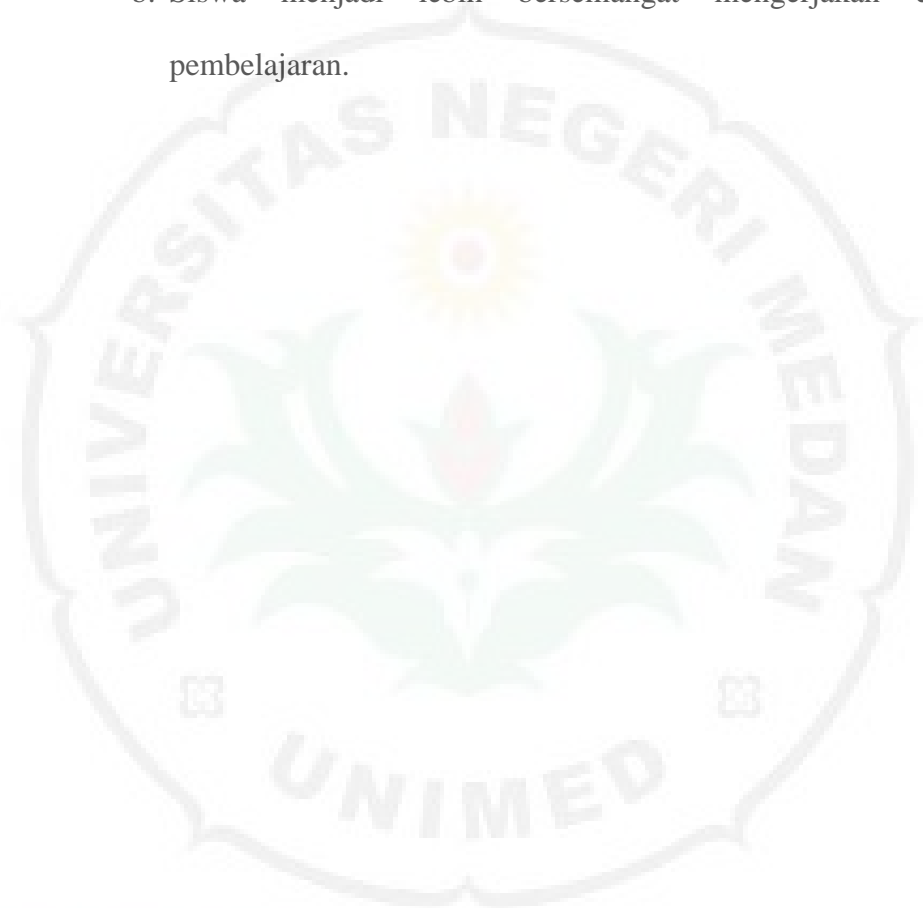 Siswa menjadi lebih bersemangat mengerjakan
pembelajaran.
UNIVERSITAS NEGERI MEDAN
UNIMED